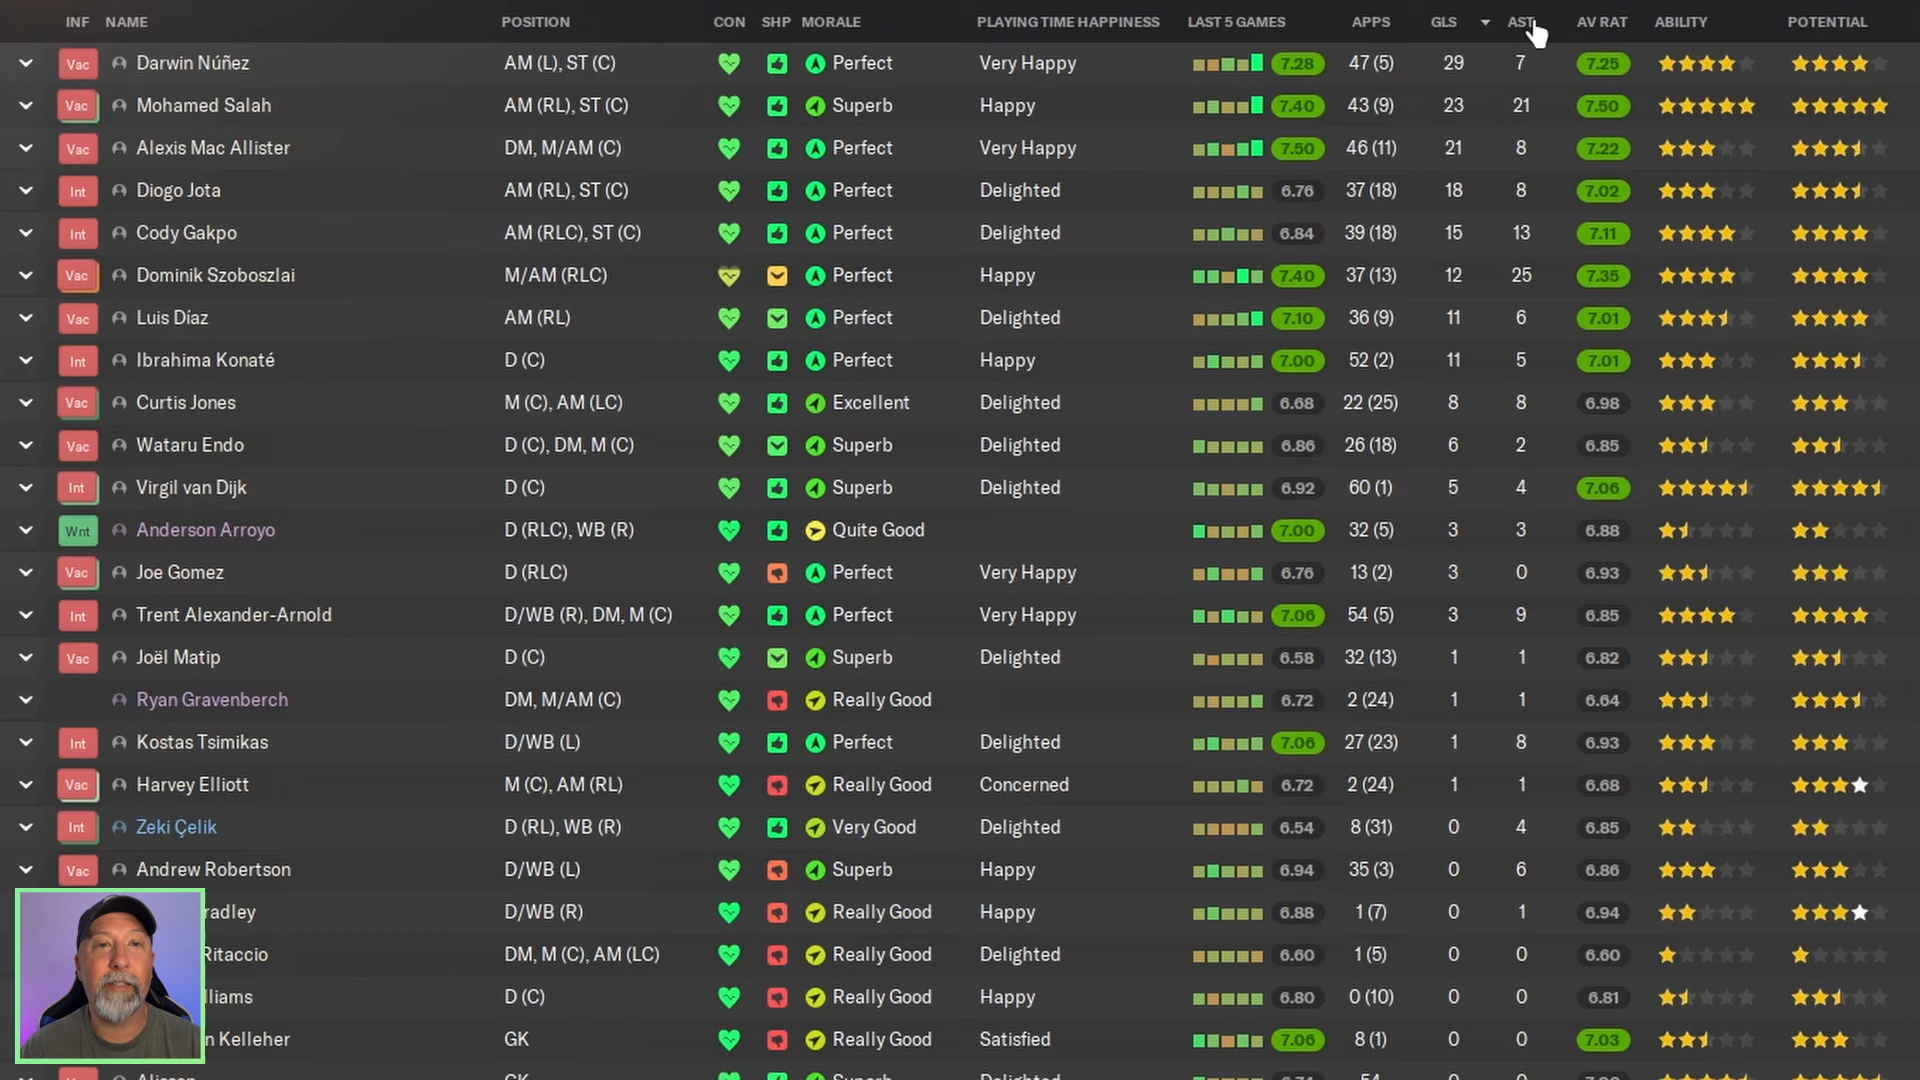 INF NAME POSITION CON SHP MORALE PLAYING TIME HAPPINESS LAST 5 GAMES APPS GLS AST AV RAT ABILITY POTENTIAL
Vac Darwin Núñez AM (L), ST (C) Perfect Very Happy 7.28 47 (5) 29 7 7.25
Vac Mohamed Salah AM (RL), ST (C) Superb Happy 7.40 43 (9) 23 21 7.50
Vac Alexis Mac Allister DM, M/AM (C) Perfect Very Happy 7.50 46 (11) 21 8 7.22
Int Diogo Jota AM (RL), ST (C) Perfect Delighted 6.76 37 (18) 18 8 7.02
Int Cody Gakpo AM (RLC), ST (C) Perfect Delighted 6.84 39 (18) 15 13 7.11
Vac Dominik Szoboszlai M/AM (RLC) Perfect Happy 7.40 37 (13) 12 25 7.35
Vac Luis Díaz AM (RL) Perfect Delighted 7.10 36 (9) 11 6 7.01
Int Ibrahima Konaté D (C) Perfect Happy 7.00 52 (2) 11 5 7.01
Vac Curtis Jones M (C), AM (LC) Excellent Delighted 6.68 22 (25) 8 8 6.98
Vac Wataru Endo D (C), DM, M (C) Superb Delighted 6.86 26 (18) 6 2 6.85
Int Virgil van Dijk D (C) Superb Delighted 6.92 60 (1) 5 4 7.06
Wnt Anderson Arroyo D (RLC), WB (R) Quite Good 7.00 32 (5) 3 3 6.88
Vac Joe Gomez D (RLC) Perfect Very Happy 6.76 13 (2) 3 0 6.93
Int Trent Alexander-Arnold D/WB (R), DM, M (C) Perfect Very Happy 7.06 54 (5) 3 9 6.85
Vac Joël Matip D (C) Superb Delighted 6.58 32 (13) 1 1 6.82
Ryan Gravenberch DM, M/AM (C) Really Good 6.72 2 (24) 1 1 6.64
Int Kostas Tsimikas D/WB (L) Perfect Delighted 7.06 27 (23) 1 8 6.93
Vac Harvey Elliott M (C), AM (RL) Really Good Concerned 6.72 2 (24) 1 1 6.68
Int Zeki Çelik D (RL), WB (R) Very Good Delighted 6.54 8 (31) 0 4 6.85
Vac Andrew Robertson D/WB (L) Superb Happy 6.94 35 (3) 0 6 6.86
radley D/WB (R) Really Good Happy 6.88 1 (7) 0 1 6.94
Ritaccio DM, M (C), AM (LC) Really Good Delighted 6.60 1 (5) 0 0 6.60
lliams D (C) Really Good Happy 6.80 0 (10) 0 0 6.81
n Kelleher GK Really Good Satisfied 7.06 8 (1) 0 0 7.03